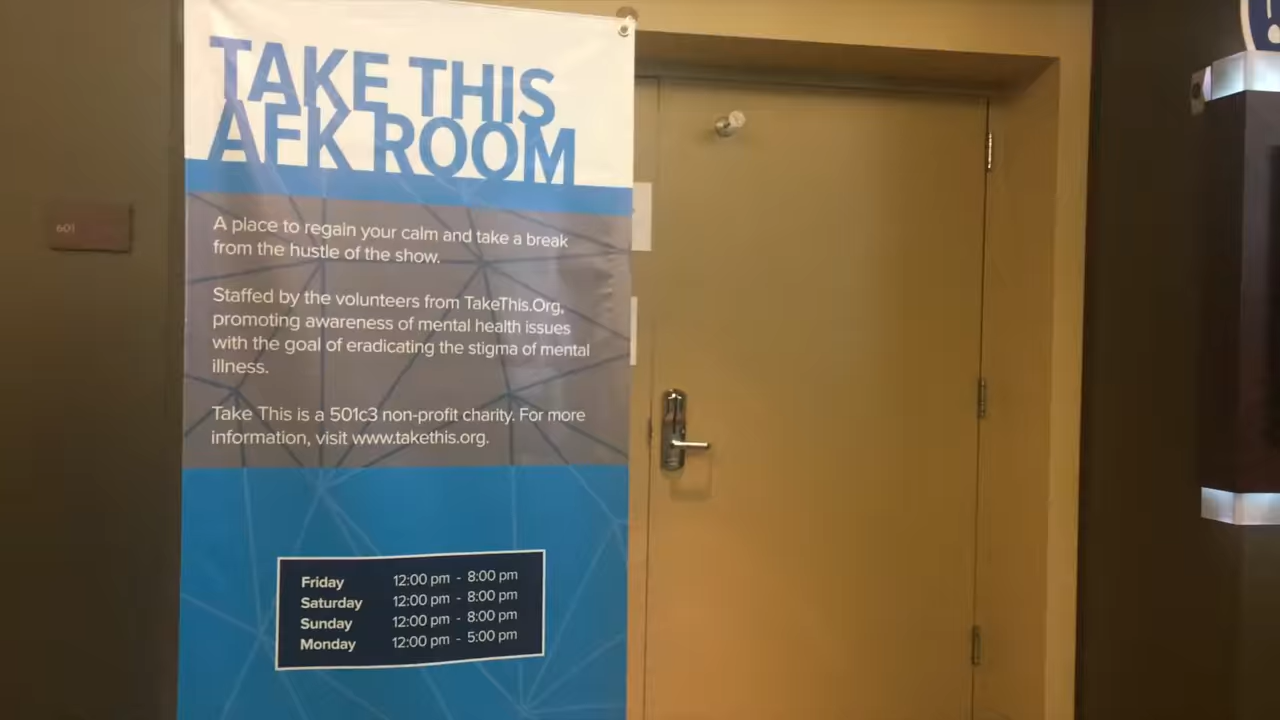 TAKE THIS
AFK ROOM
601
A place to regain your calm and take a break
from the hustle of the show.
Staffed by the volunteers from TakeThis.Org,
promoting awareness of mental health issues
with the goal of eradicating the stigma of mental
illness.
Take This is a 501c3 non-profit charity. For more
information, visit www.takethis.org.
Friday 12:00 pm - 8:00 pm
Saturday 12:00 pm - 8:00 pm
Sunday 12:00 pm - 8:00 pm
Monday 12:00 pm - 5:00 pm